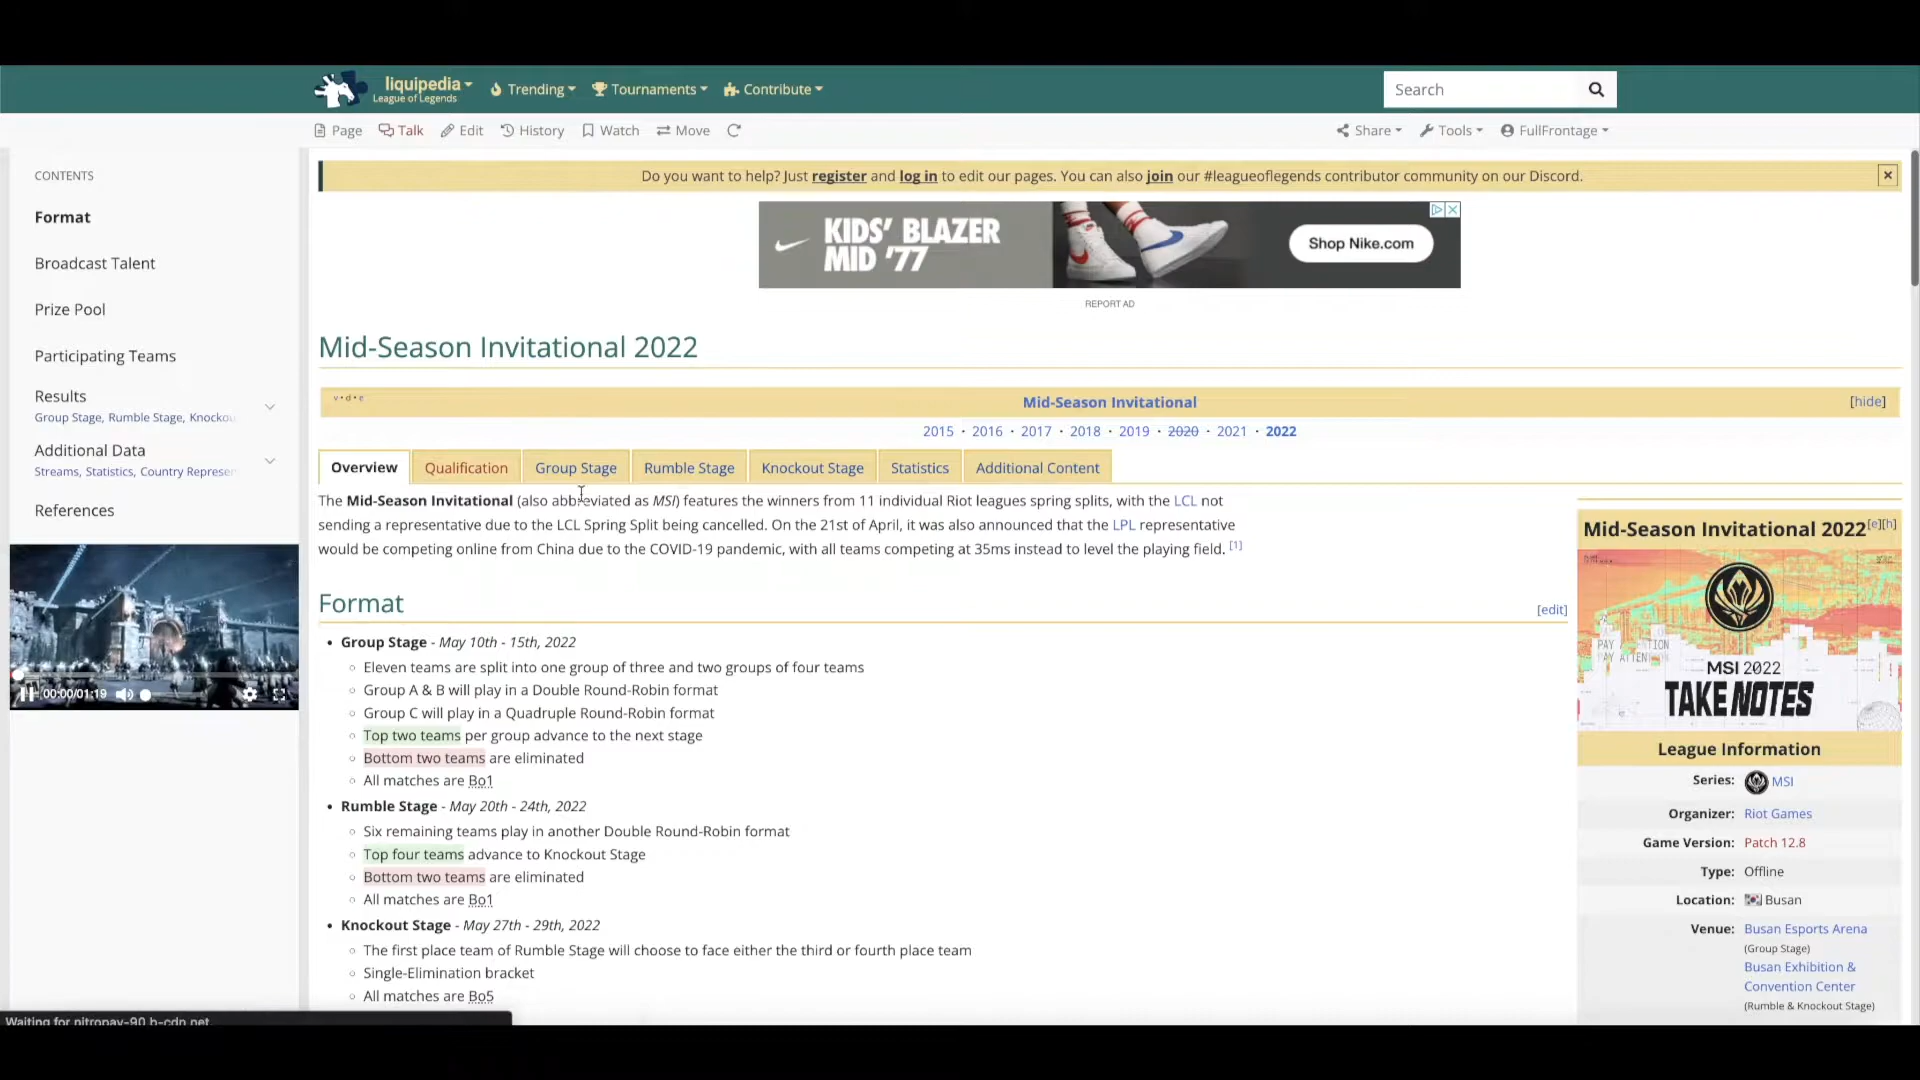 liquipedia
League of Legends
Trending
Tournaments
Contribute
Search
Page
Talk
Edit
History
Watch
Move
Share
Tools
FullFrontage
CONTENTS
Format
Broadcast Talent
Prize Pool
Participating Teams
Results
Group Stage, Rumble Stage, Knockou
Additional Data
Streams, Statistics, Country Represen
References
00:00/01:19
Do you want to help? Just register and log in to edit our pages. You can also join our #leagueoflegends contributor community on our Discord.
KIDS' BLAZER
MID '77
Shop Nike.com
REPORT AD
Mid-Season Invitational 2022
v • d • e
Mid-Season Invitational
[hide]
2015 • 2016 • 2017 • 2018 • 2019 • 2020 • 2021 • 2022
Overview
Qualification
Group Stage
Rumble Stage
Knockout Stage
Statistics
Additional Content
The Mid-Season Invitational (also abbreviated as MSI) features the winners from 11 individual Riot leagues spring splits, with the LCL not
sending a representative due to the LCL Spring Split being cancelled. On the 21st of April, it was also announced that the LPL representative
would be competing online from China due to the COVID-19 pandemic, with all teams competing at 35ms instead to level the playing field. [1]
Format
[edit]
• Group Stage - May 10th - 15th, 2022
Eleven teams are split into one group of three and two groups of four teams
Group A & B will play in a Double Round-Robin format
Group C will play in a Quadruple Round-Robin format
Top two teams per group advance to the next stage
Bottom two teams are eliminated
All matches are Bo1
• Rumble Stage - May 20th - 24th, 2022
Six remaining teams play in another Double Round-Robin format
Top four teams advance to Knockout Stage
Bottom two teams are eliminated
All matches are Bo1
• Knockout Stage - May 27th - 29th, 2022
The first place team of Rumble Stage will choose to face either the third or fourth place team
Single-Elimination bracket
All matches are Bo5
Mid-Season Invitational 2022[e][h]
MSI 2022
TAKE NOTES
League Information
Series: MSI
Organizer: Riot Games
Game Version: Patch 12.8
Type: Offline
Location: Busan
Venue: Busan Esports Arena
(Group Stage)
Busan Exhibition &
Convention Center
(Rumble & Knockout Stage)
Waiting for nitropay-90.b-cdn.net